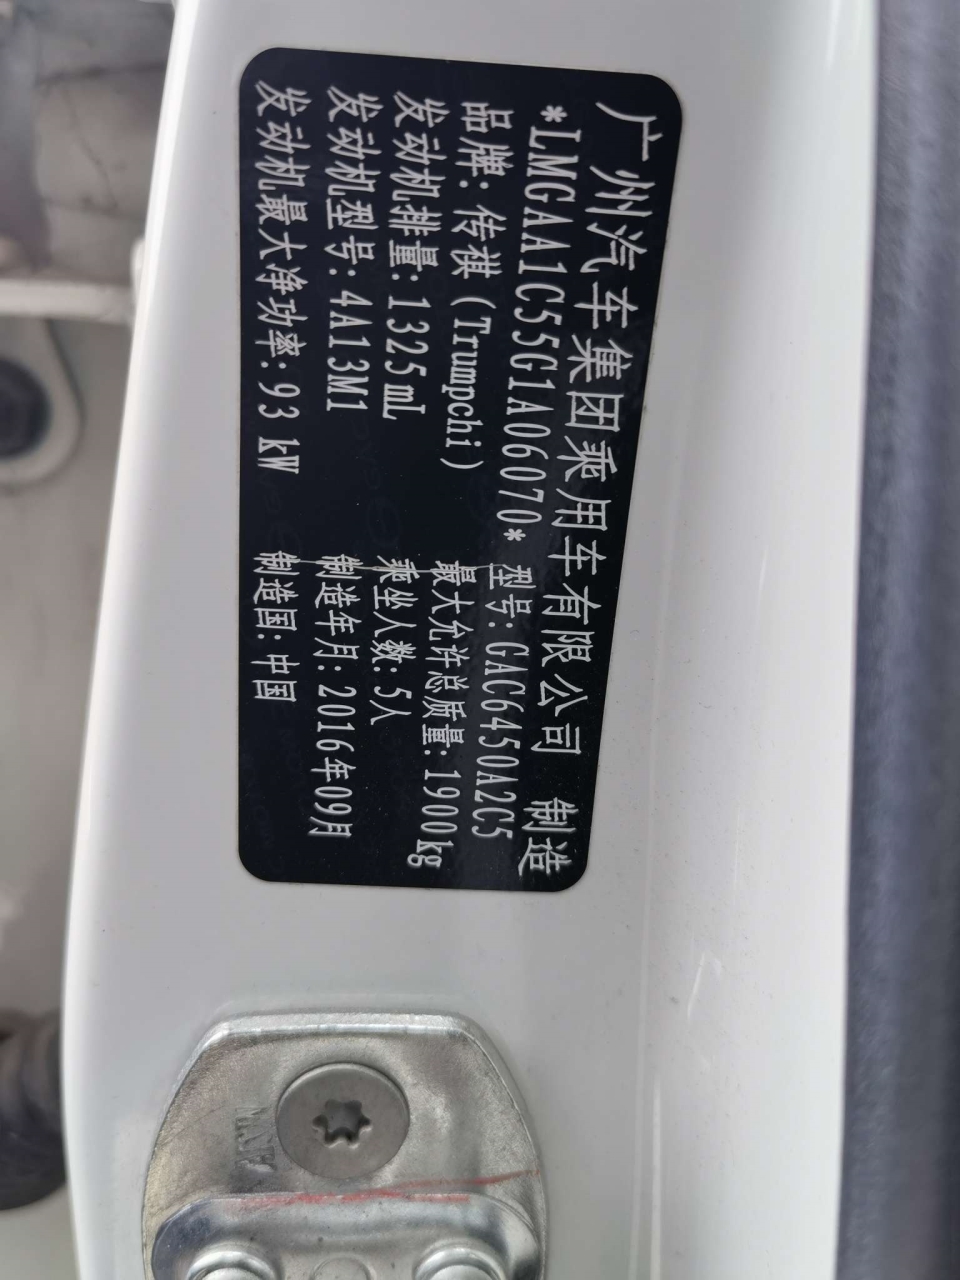 广州汽车集团乘用车有限公司 制造
*LMGAA1C55G1A06070*
品牌:传祺(Trumpchi) 型号:GAC6450A2C5
发动机排量:1325mL 最大允许总质量:1900kg
发动机型号:4A13M1 乘坐人数:5人
发动机最大净功率:93 kW 制造年月:2016年09月
制造国:中国